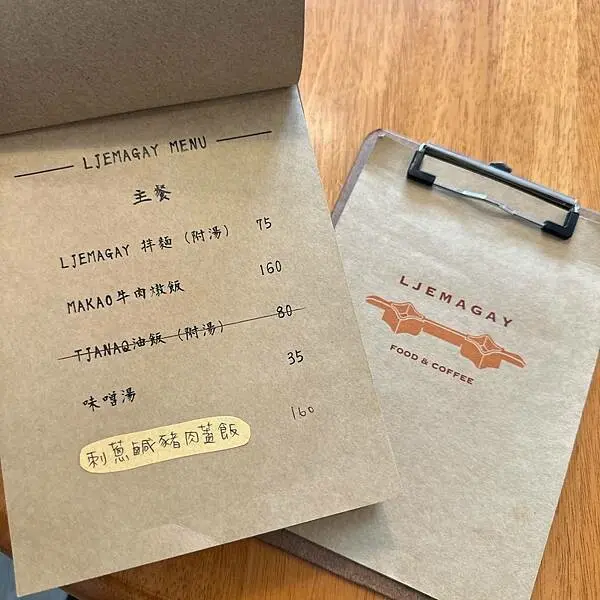 LJEMAGAY MENU
主餐
LJEMAGAY 拌麵（附湯） 75
MAKAO牛肉燉飯 160
TJANAQ油飯（附湯） 80
味噌湯 35
刺蔥鹹豬肉蓋飯 160
LJEMAGAY
FOOD & COFFEE